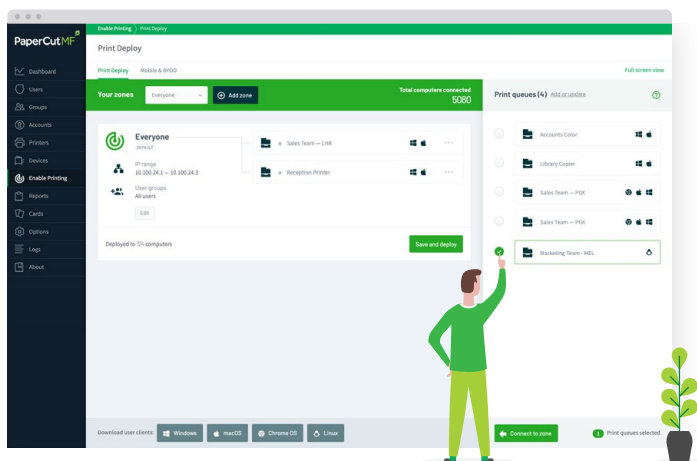 Enable Printing > Print Deploy
PaperCut MF
Print Deploy
Print Deploy Mobile & BYOD Full screen view
Your zones Everyone Add zone
Total computers connected
5080
Print queues (4) Add or update
Dashboard
Users
Groups
Accounts
Printers
Devices
Enable Printing
Reports
Cards
Options
Logs
About
Everyone
DEFAULT
IP range
10.100.24.1 — 10.100.24.3
User groups
All users
Edit
Sales Team — LHR
Reception Printer
Deployed to 124 computers
Save and deploy
Accounts Color
Library Copier
Sales Team — PDX
Sales Team — PDX
Marketing Team - MEL
Download user clients: Windows macOS Chrome OS Linux
Connect to zone
1 Print queues selected